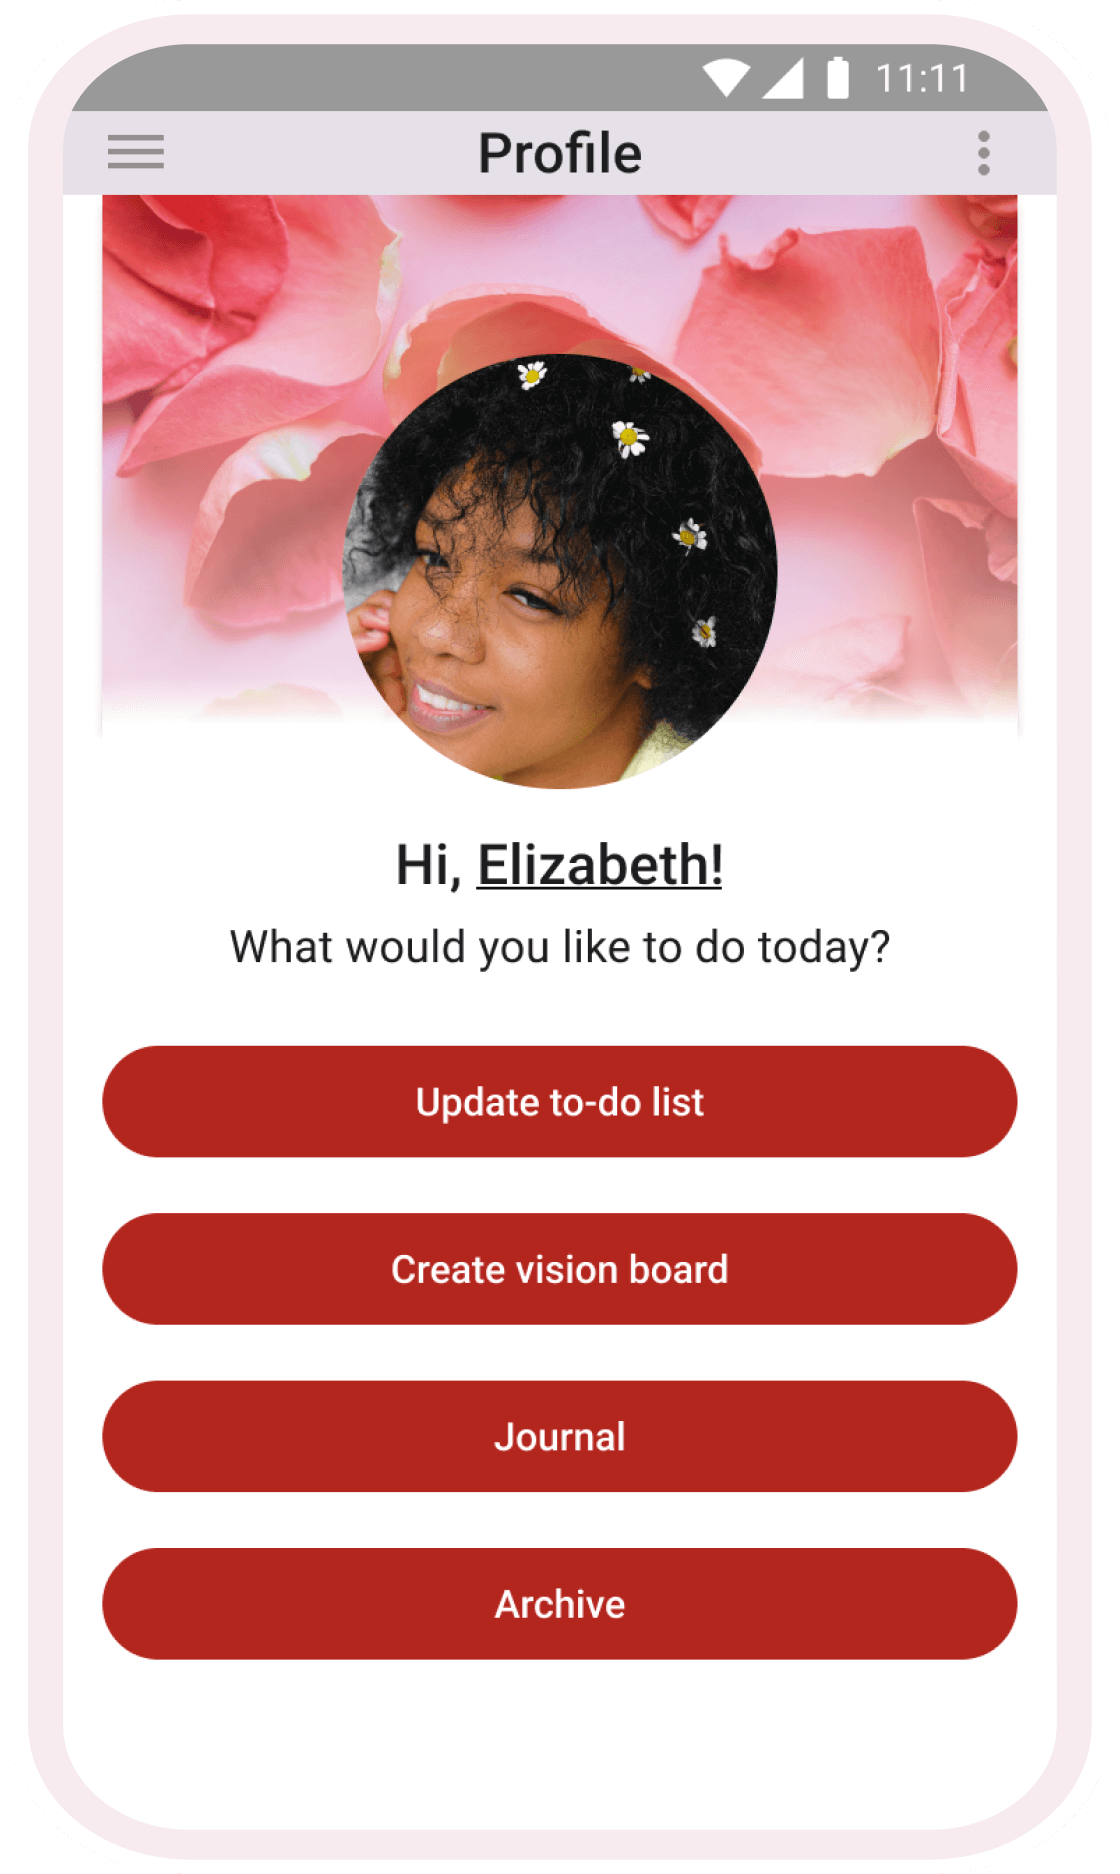 11:11
Profile
Hi, Elizabeth!
What would you like to do today?
Update to-do list
Create vision board
Journal
Archive